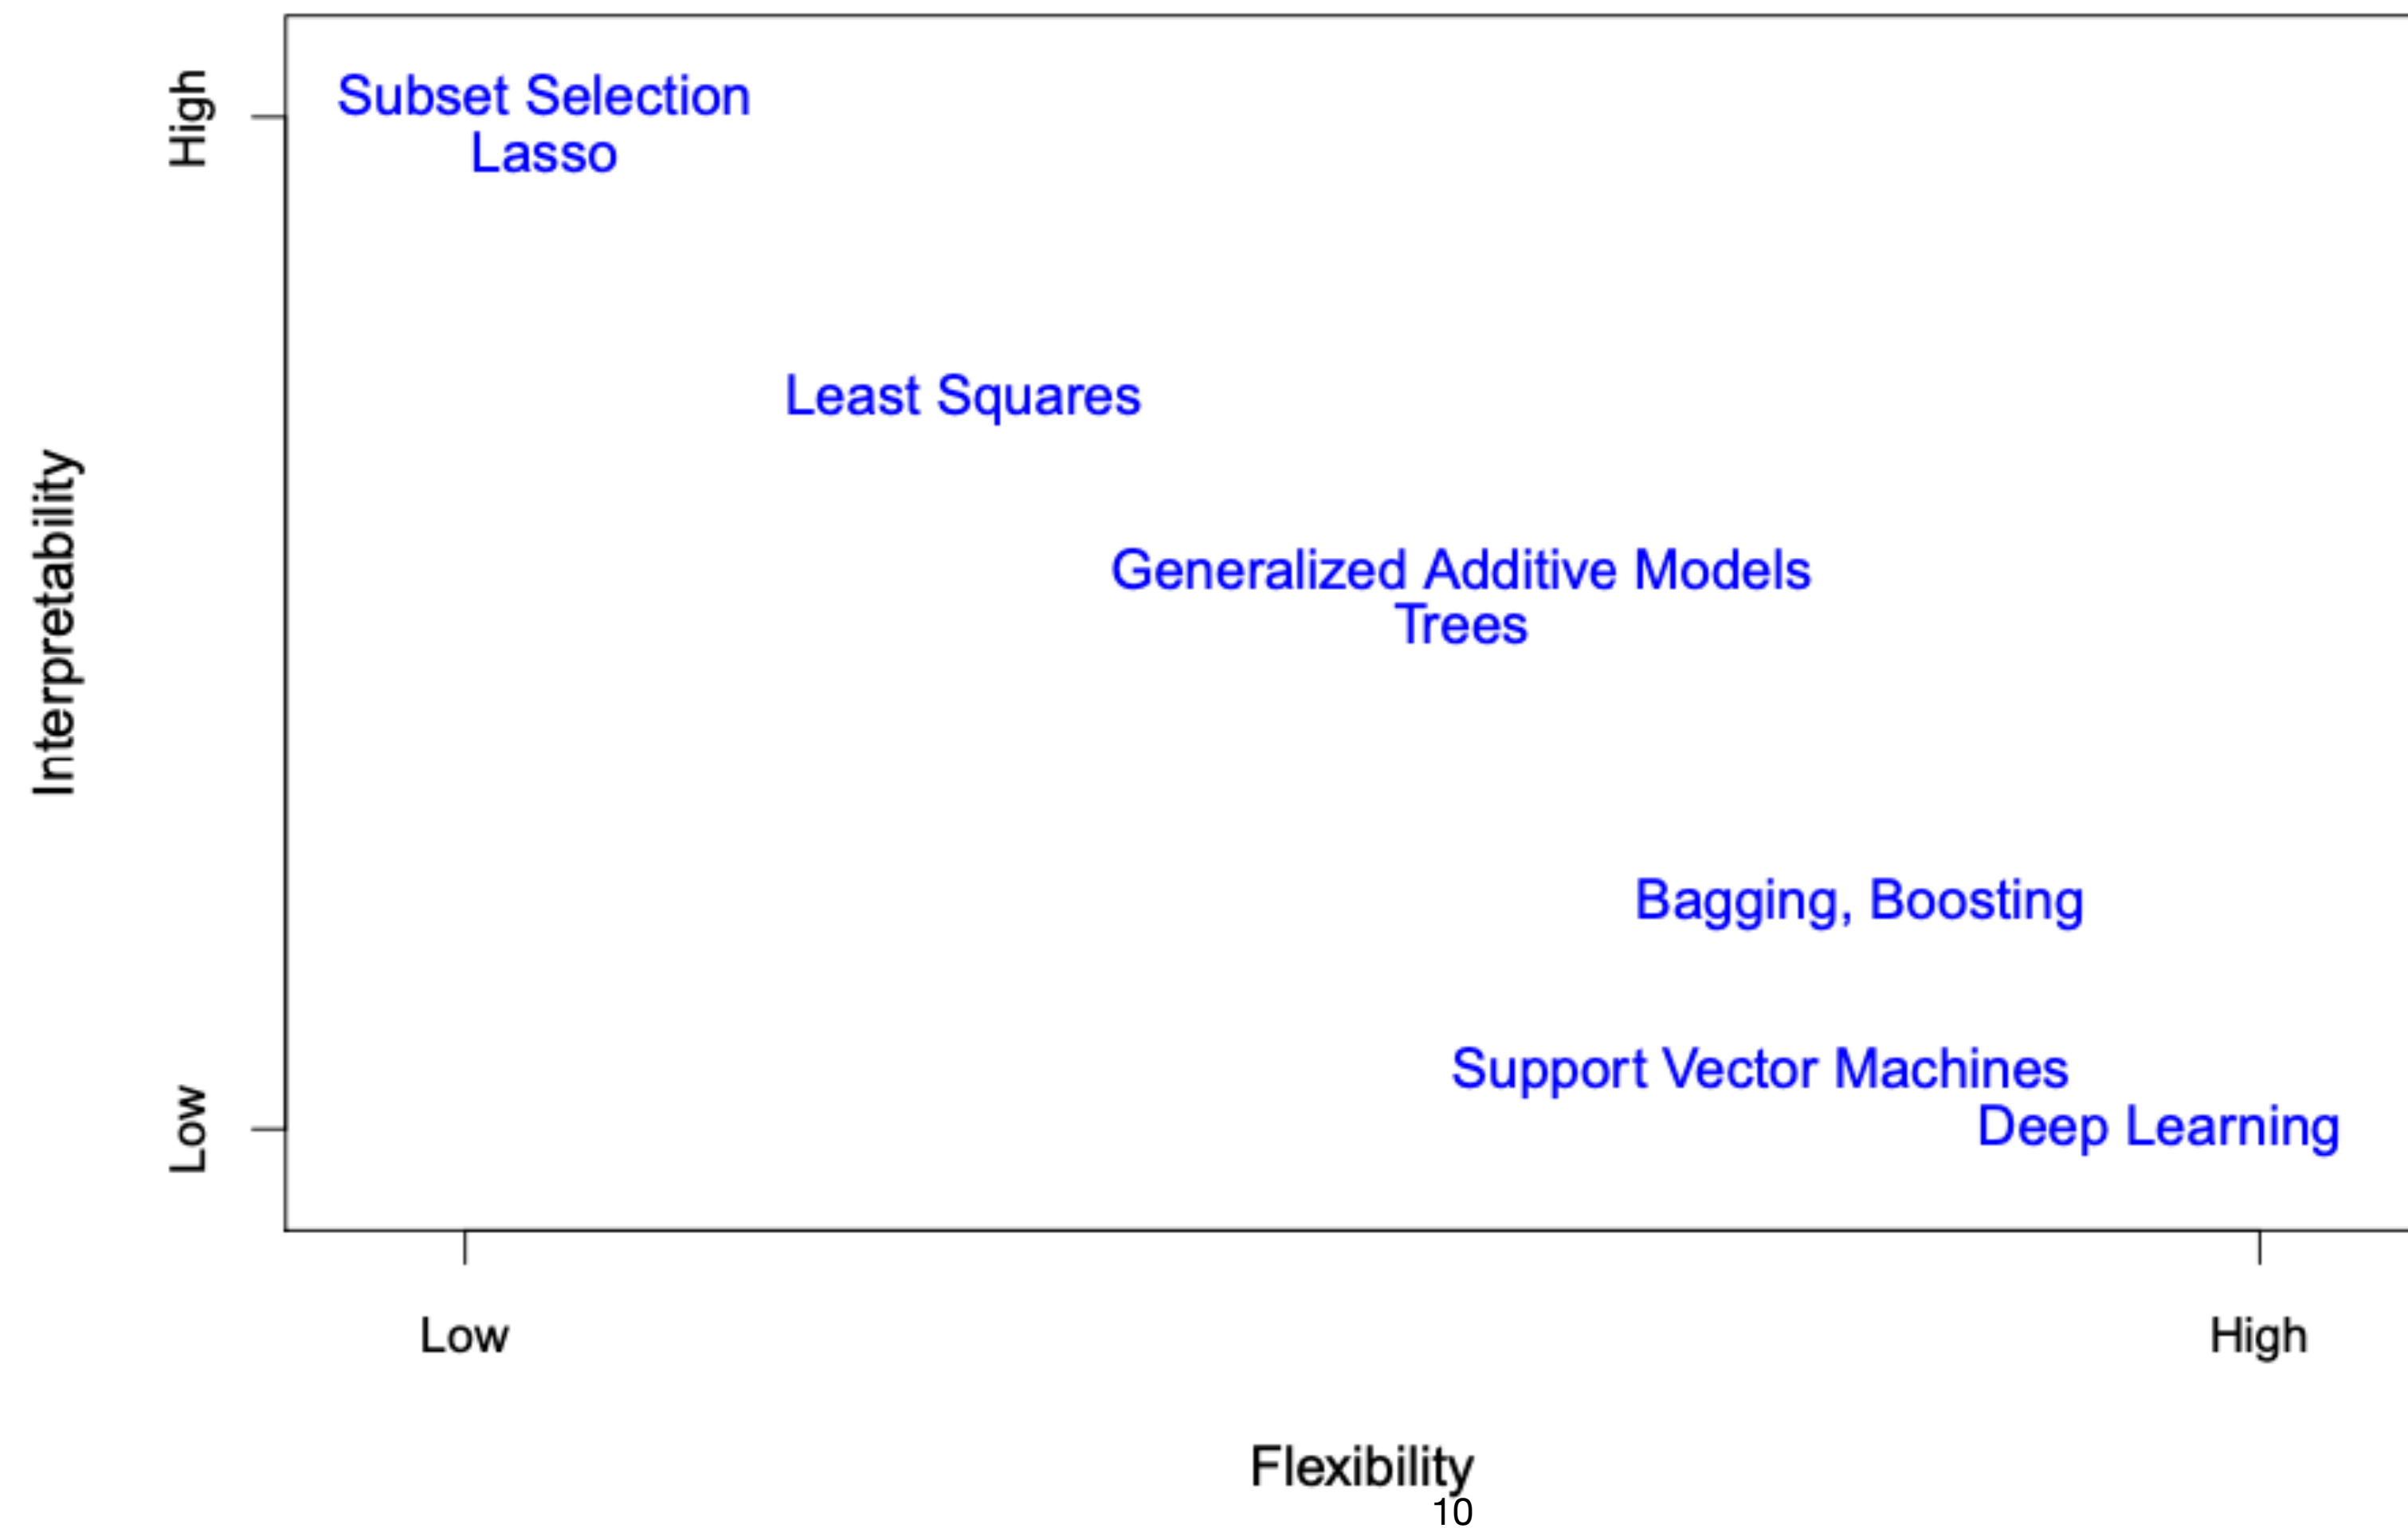 High
Subset Selection
Lasso
Least Squares
Interpretability
Generalized Additive Models
Trees
Bagging, Boosting
Support Vector Machines
Low
Deep Learning
Low
High
Flexibility
10